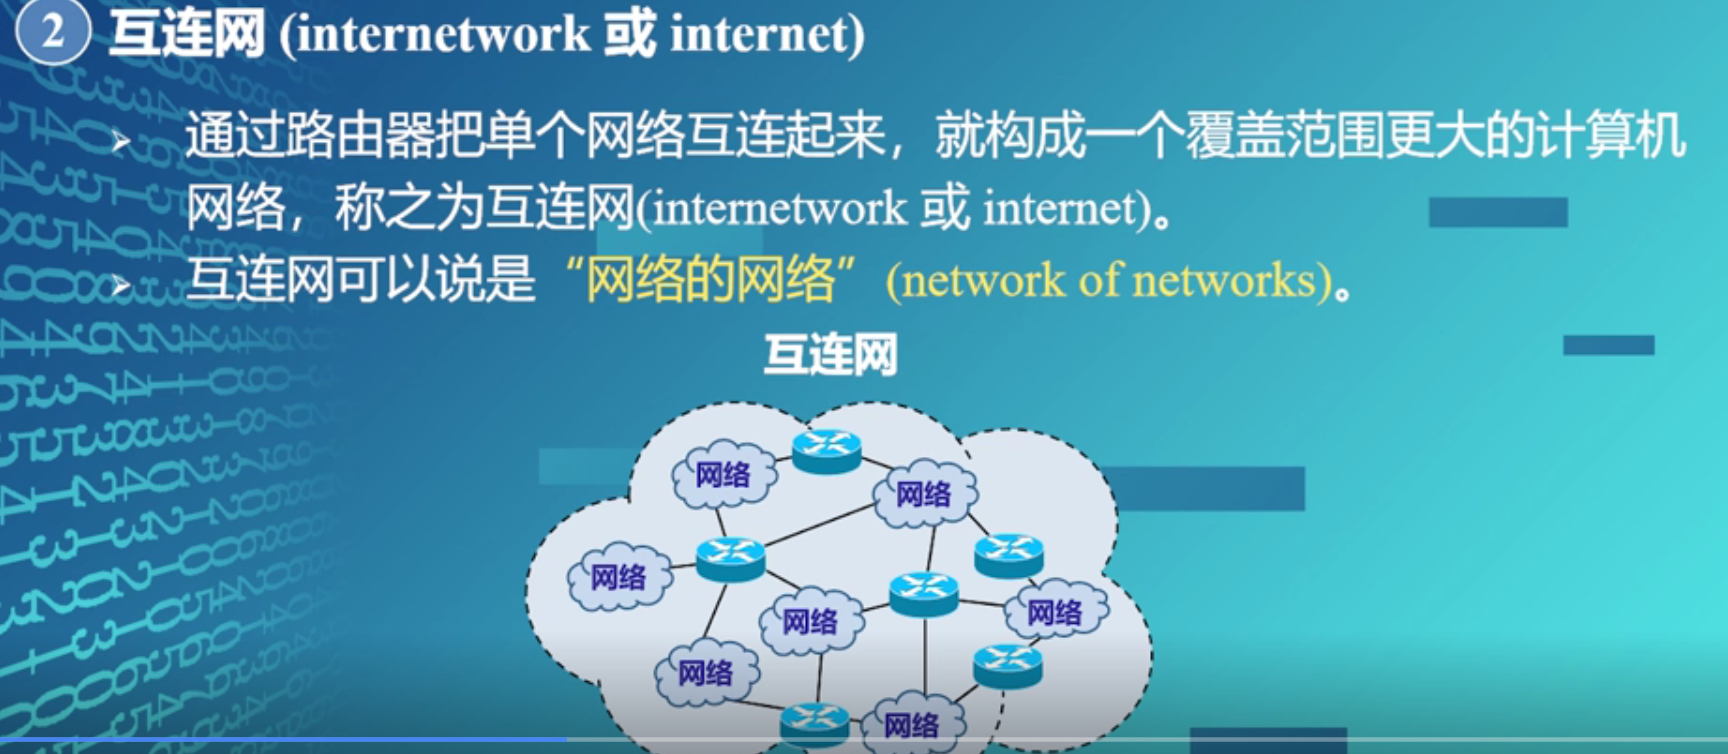 2 互连网 (internetwork 或 internet)
➢ 通过路由器把单个网络互连起来，就构成一个覆盖范围更大的计算机
网络，称之为互连网(internetwork 或 internet)。
➢ 互连网可以说是“网络的网络”(network of networks)。
互连网
网络
网络
网络
网络
网络
网络
网络